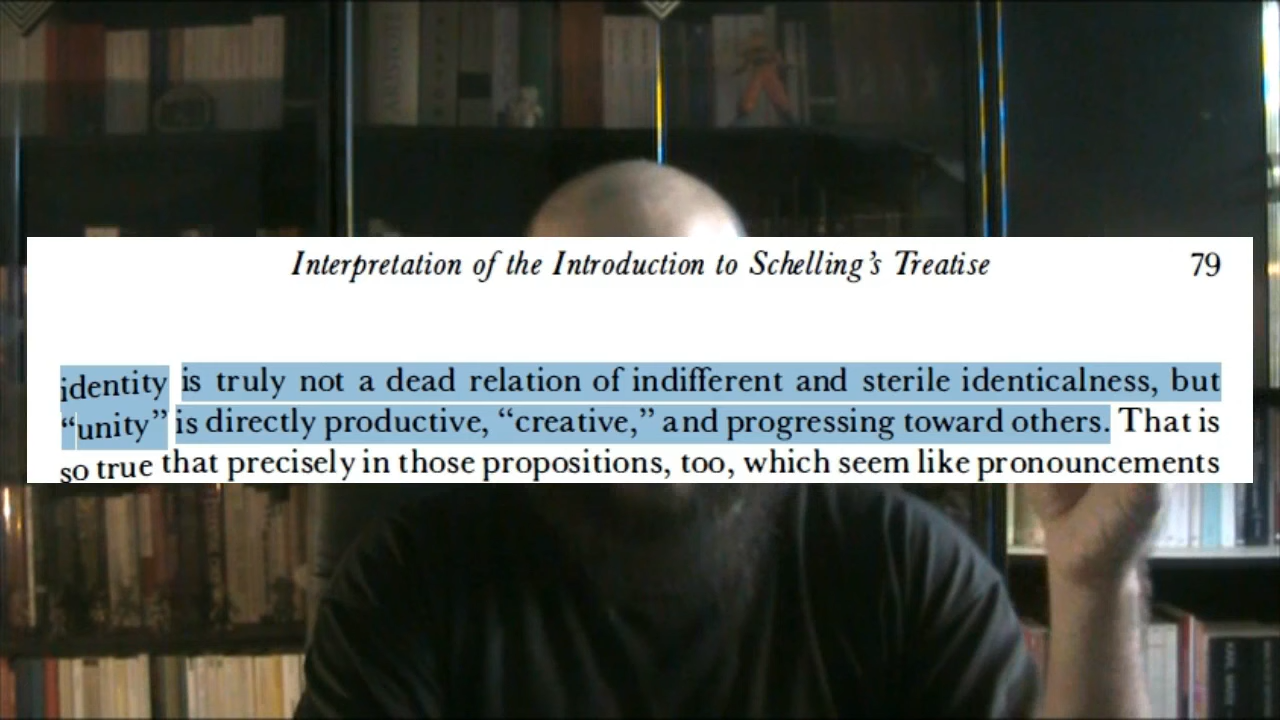 Interpretation of the Introduction to Schelling's Treatise 79
identity is truly not a dead relation of indifferent and sterile identicalness, but
“unity” is directly productive, “creative,” and progressing toward others. That is
so true that precisely in those propositions, too, which seem like pronouncements